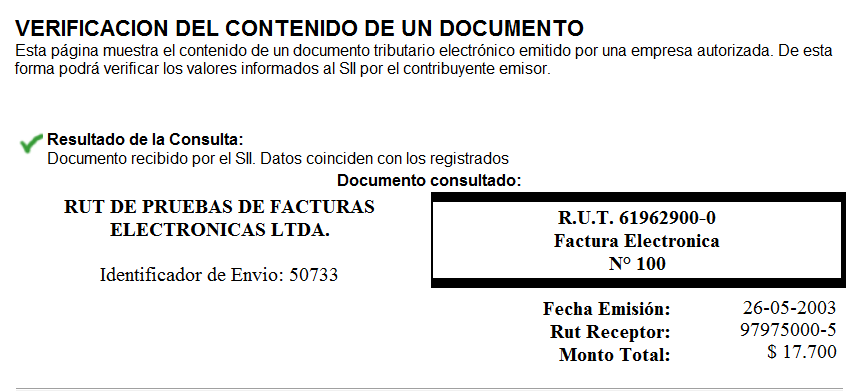 VERIFICACION DEL CONTENIDO DE UN DOCUMENTO
Esta página muestra el contenido de un documento tributario electrónico emitido por una empresa autorizada. De esta
forma podrá verificar los valores informados al SII por el contribuyente emisor.
Resultado de la Consulta:
Documento recibido por el SII. Datos coinciden con los registrados
Documento consultado:
RUT DE PRUEBAS DE FACTURAS
ELECTRONICAS LTDA.
Identificador de Envio: 50733
R.U.T. 61962900-0
Factura Electronica
N° 100
Fecha Emisión: 26-05-2003
Rut Receptor: 97975000-5
Monto Total: $ 17.700